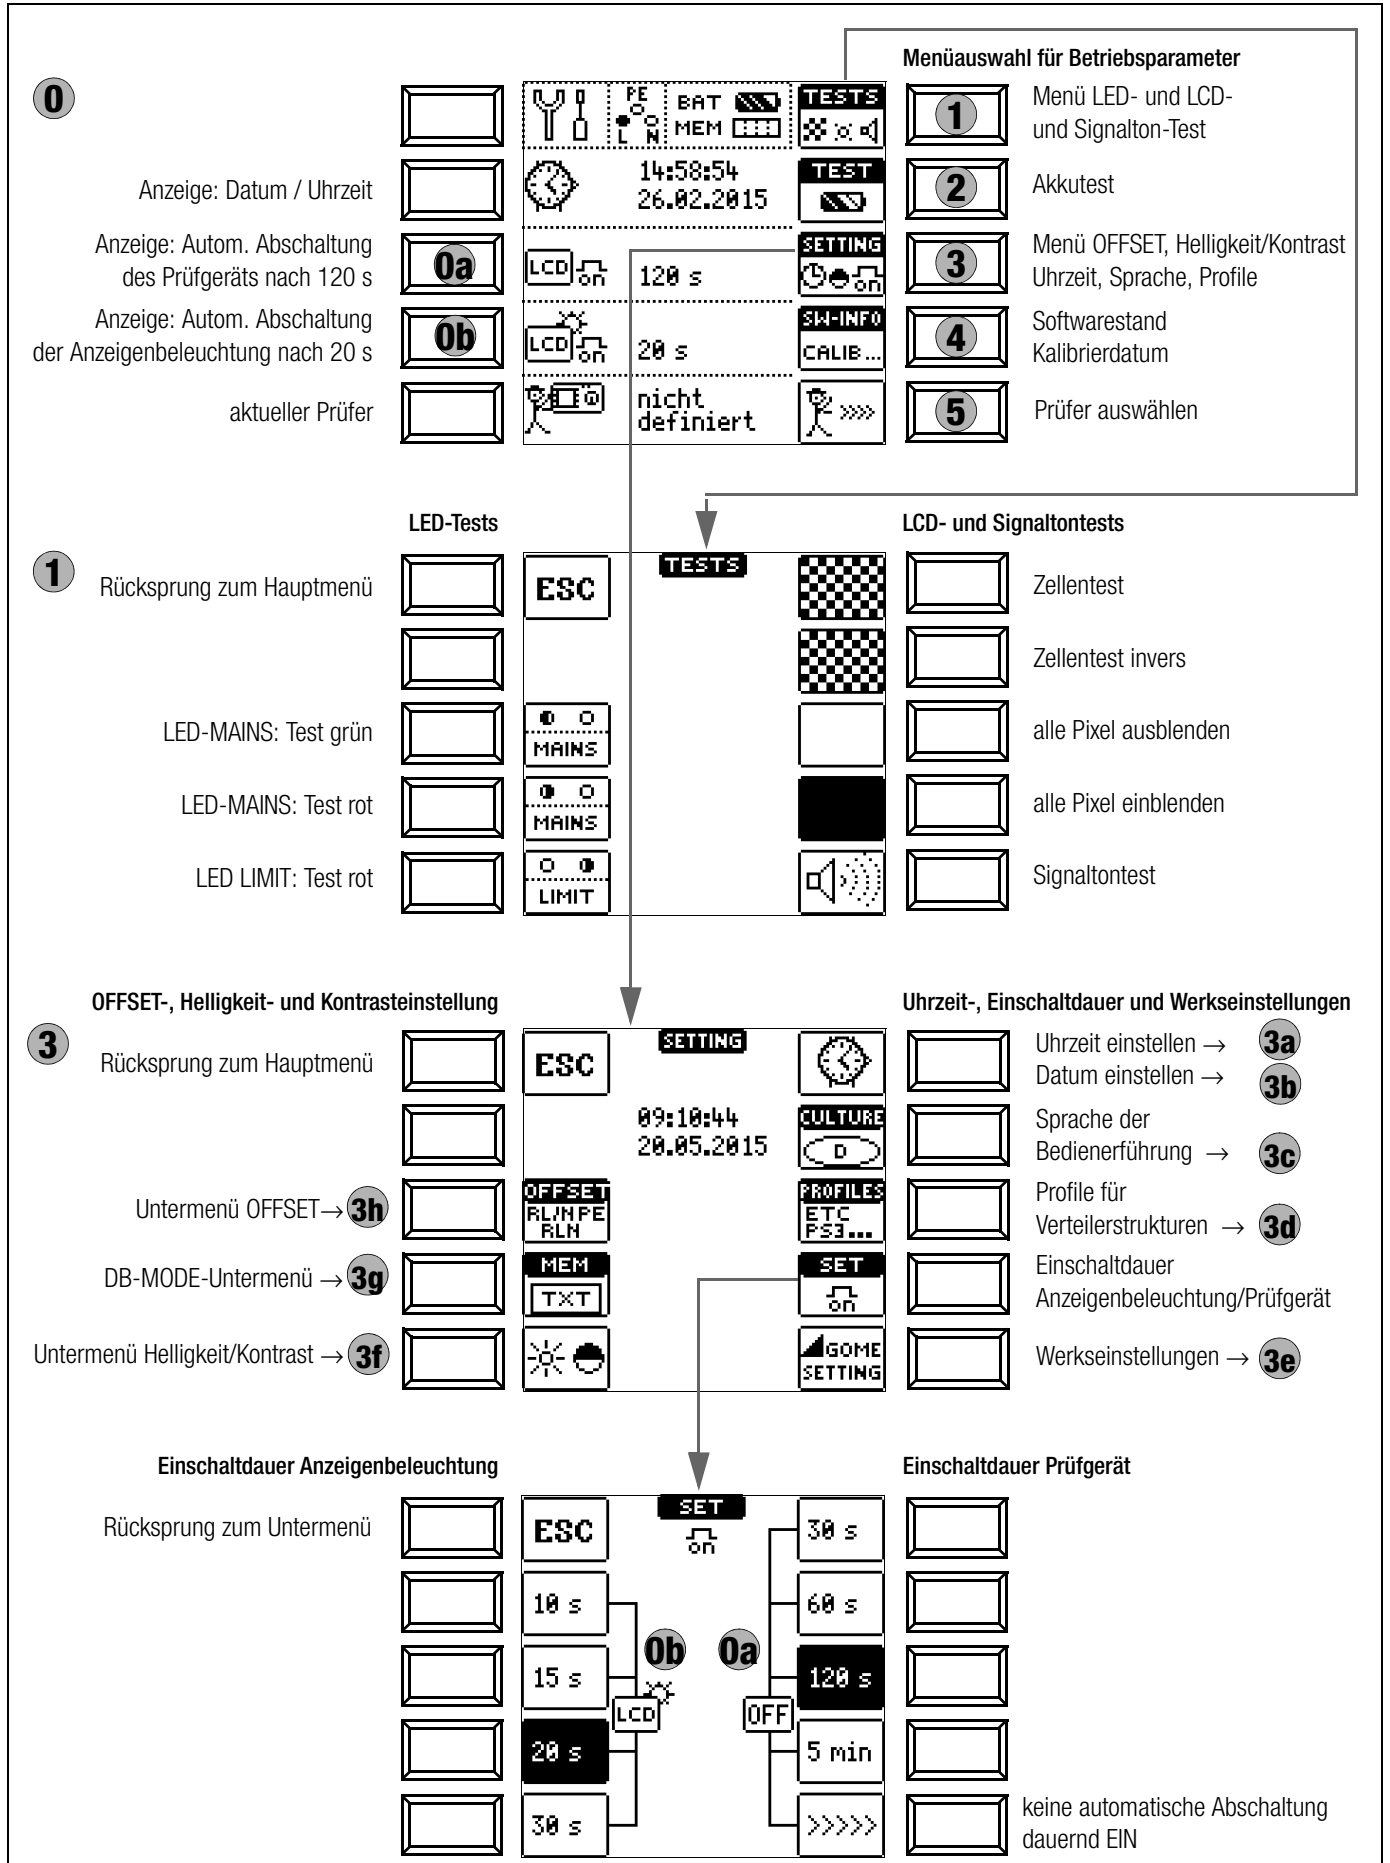 Menüauswahl für Betriebsparameter
0
PE
L N
BAT
MEM
TESTS
1
Menü LED- und LCD-
und Signalton-Test
Anzeige: Datum / Uhrzeit
14:58:54
26.02.2015
TEST
2
Akkutest
Anzeige: Autom. Abschaltung
des Prüfgeräts nach 120 s
0a
LCD on
120 s
SETTING
on
3
Menü OFFSET, Helligkeit/Kontrast
Uhrzeit, Sprache, Profile
Anzeige: Autom. Abschaltung
der Anzeigenbeleuchtung nach 20 s
0b
LCD on
20 s
SW-INFO
CALIB...
4
Softwarestand
Kalibrierdatum
aktueller Prüfer
nicht
definiert
>>>>
5
Prüfer auswählen
LED-Tests
LCD- und Signaltontests
1
Rücksprung zum Hauptmenü
ESC
TESTS
Zellentest
Zellentest invers
LED-MAINS: Test grün
MAINS
alle Pixel ausblenden
LED-MAINS: Test rot
MAINS
alle Pixel einblenden
LED LIMIT: Test rot
LIMIT
Signaltontest
OFFSET-, Helligkeit- und Kontrasteinstellung
Uhrzeit-, Einschaltdauer und Werkseinstellungen
3
Rücksprung zum Hauptmenü
ESC
SETTING
Uhrzeit einstellen → 3a
Datum einstellen → 3b
09:10:44
20.05.2015
CULTURE
D
Sprache der
Bedienerführung → 3c
Untermenü OFFSET→ 3h
OFFSET
RL/NPE
RLN
PROFILES
ETC
PS3...
Profile für
Verteilerstrukturen → 3d
DB-MODE-Untermenü → 3g
MEM
TXT
SET
on
Einschaltdauer
Anzeigenbeleuchtung/Prüfgerät
Untermenü Helligkeit/Kontrast → 3f
GOME
SETTING
Werkseinstellungen → 3e
Einschaltdauer Anzeigenbeleuchtung
Einschaltdauer Prüfgerät
Rücksprung zum Untermenü
ESC
SET
on
30 s
10 s
60 s
0b
0a
15 s
120 s
LCD
OFF
20 s
5 min
30 s
>>>>>
keine automatische Abschaltung
dauernd EIN